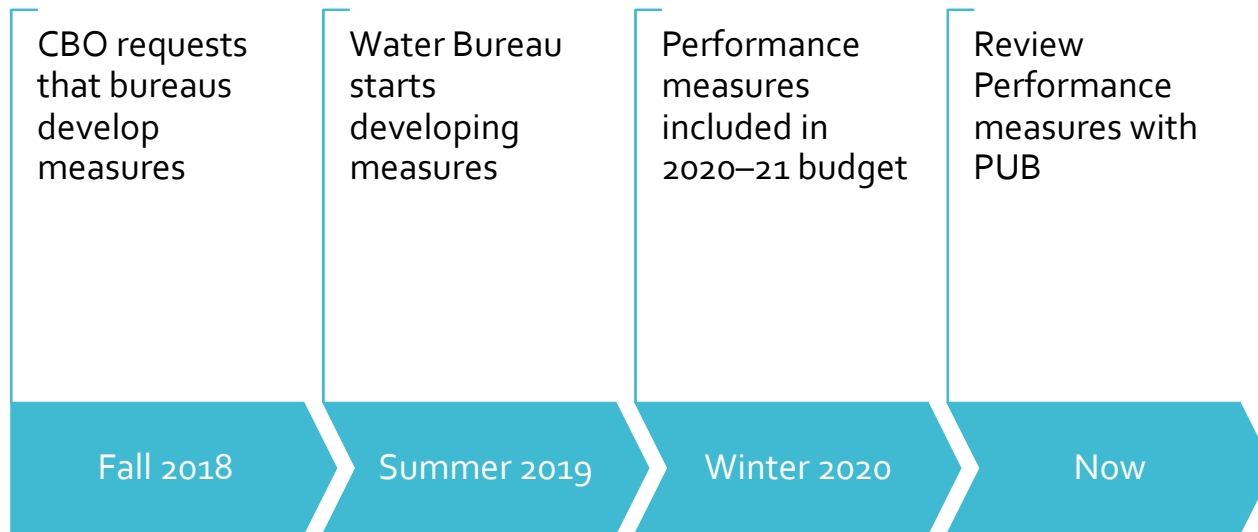 CBO requests
that bureaus
develop
measures
Water Bureau
starts
developing
measures
Performance
measures
included in
2020–21 budget
Review
Performance
measures with
PUB
Fall 2018
Summer 2019
Winter 2020
Now